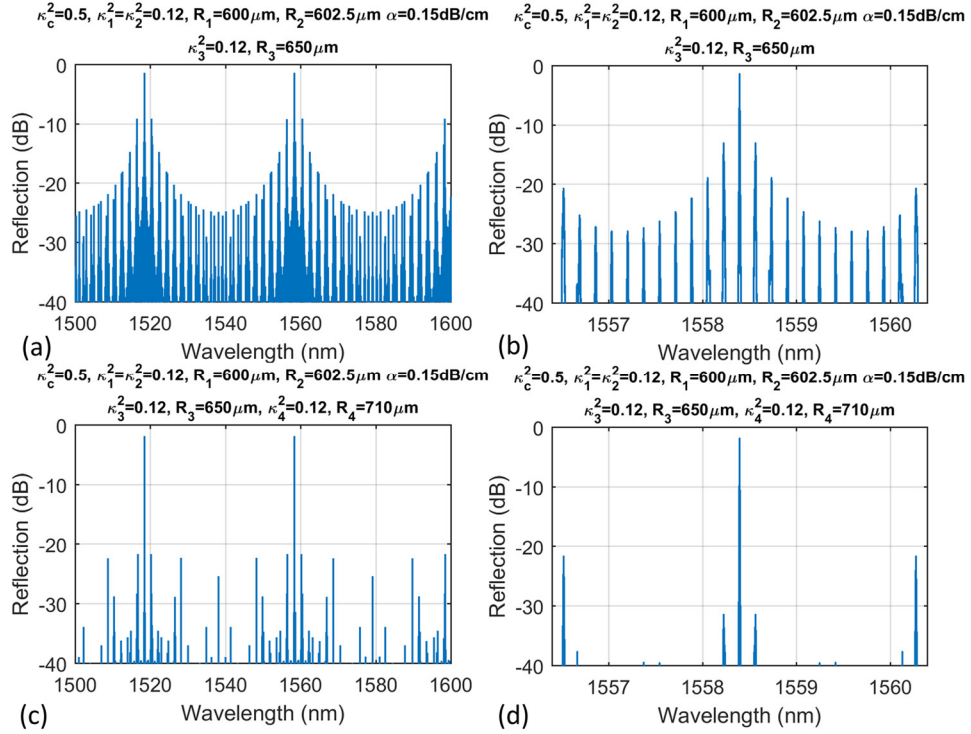 κc²=0.5, κ1²=κ2²=0.12, R1=600μm, R2=602.5μm α=0.15dB/cm
κ3²=0.12, R3=650μm
0
-10
-20
-30
-40
Reflection (dB)
1500 1520 1540 1560 1580 1600
Wavelength (nm)
(a)
κc²=0.5, κ1²=κ2²=0.12, R1=600μm, R2=602.5μm α=0.15dB/cm
κ3²=0.12, R3=650μm
0
-10
-20
-30
-40
Reflection (dB)
1557 1558 1559 1560
Wavelength (nm)
(b)
κc²=0.5, κ1²=κ2²=0.12, R1=600μm, R2=602.5μm α=0.15dB/cm
κ3²=0.12, R3=650μm, κ4²=0.12, R4=710μm
0
-10
-20
-30
-40
Reflection (dB)
1500 1520 1540 1560 1580 1600
Wavelength (nm)
(c)
κc²=0.5, κ1²=κ2²=0.12, R1=600μm, R2=602.5μm α=0.15dB/cm
κ3²=0.12, R3=650μm, κ4²=0.12, R4=710μm
0
-10
-20
-30
-40
Reflection (dB)
1557 1558 1559 1560
Wavelength (nm)
(d)